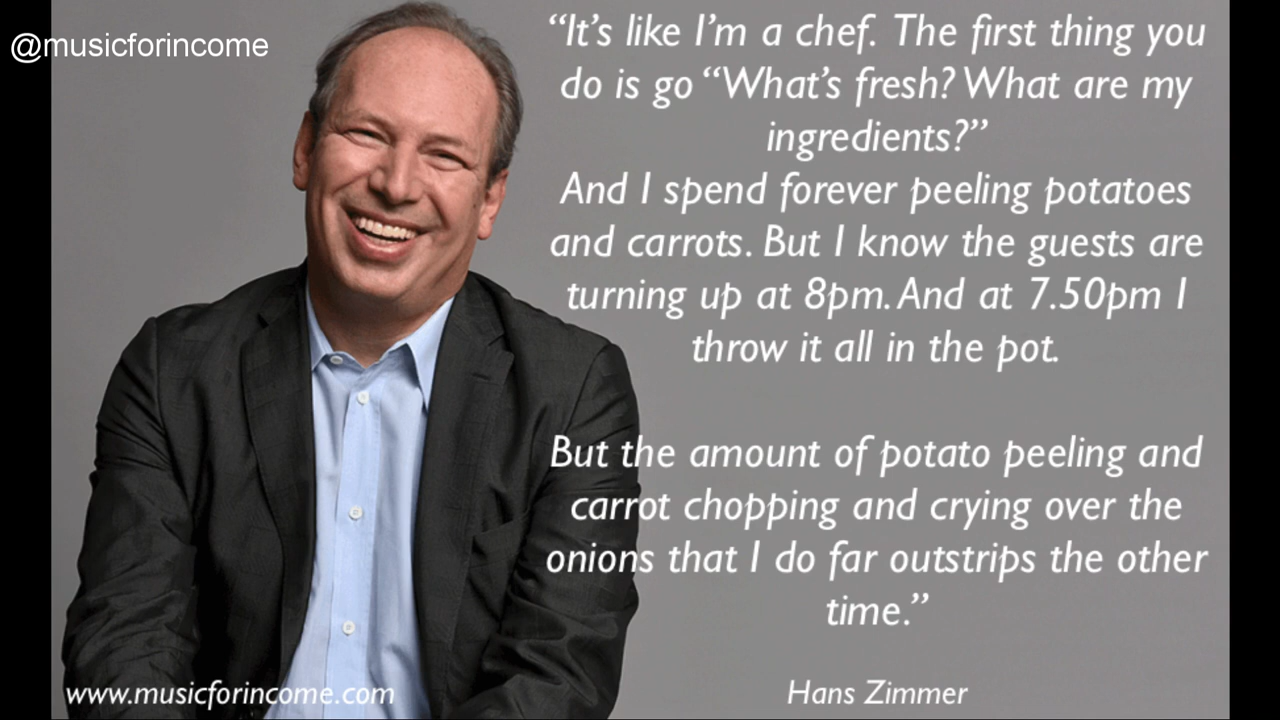 @musicforincome
“It’s like I’m a chef. The first thing you
do is go “What’s fresh? What are my
ingredients?”
And I spend forever peeling potatoes
and carrots. But I know the guests are
turning up at 8pm. And at 7.50pm I
throw it all in the pot.
But the amount of potato peeling and
carrot chopping and crying over the
onions that I do far outstrips the other
time.”
www.musicforincome.com
Hans Zimmer